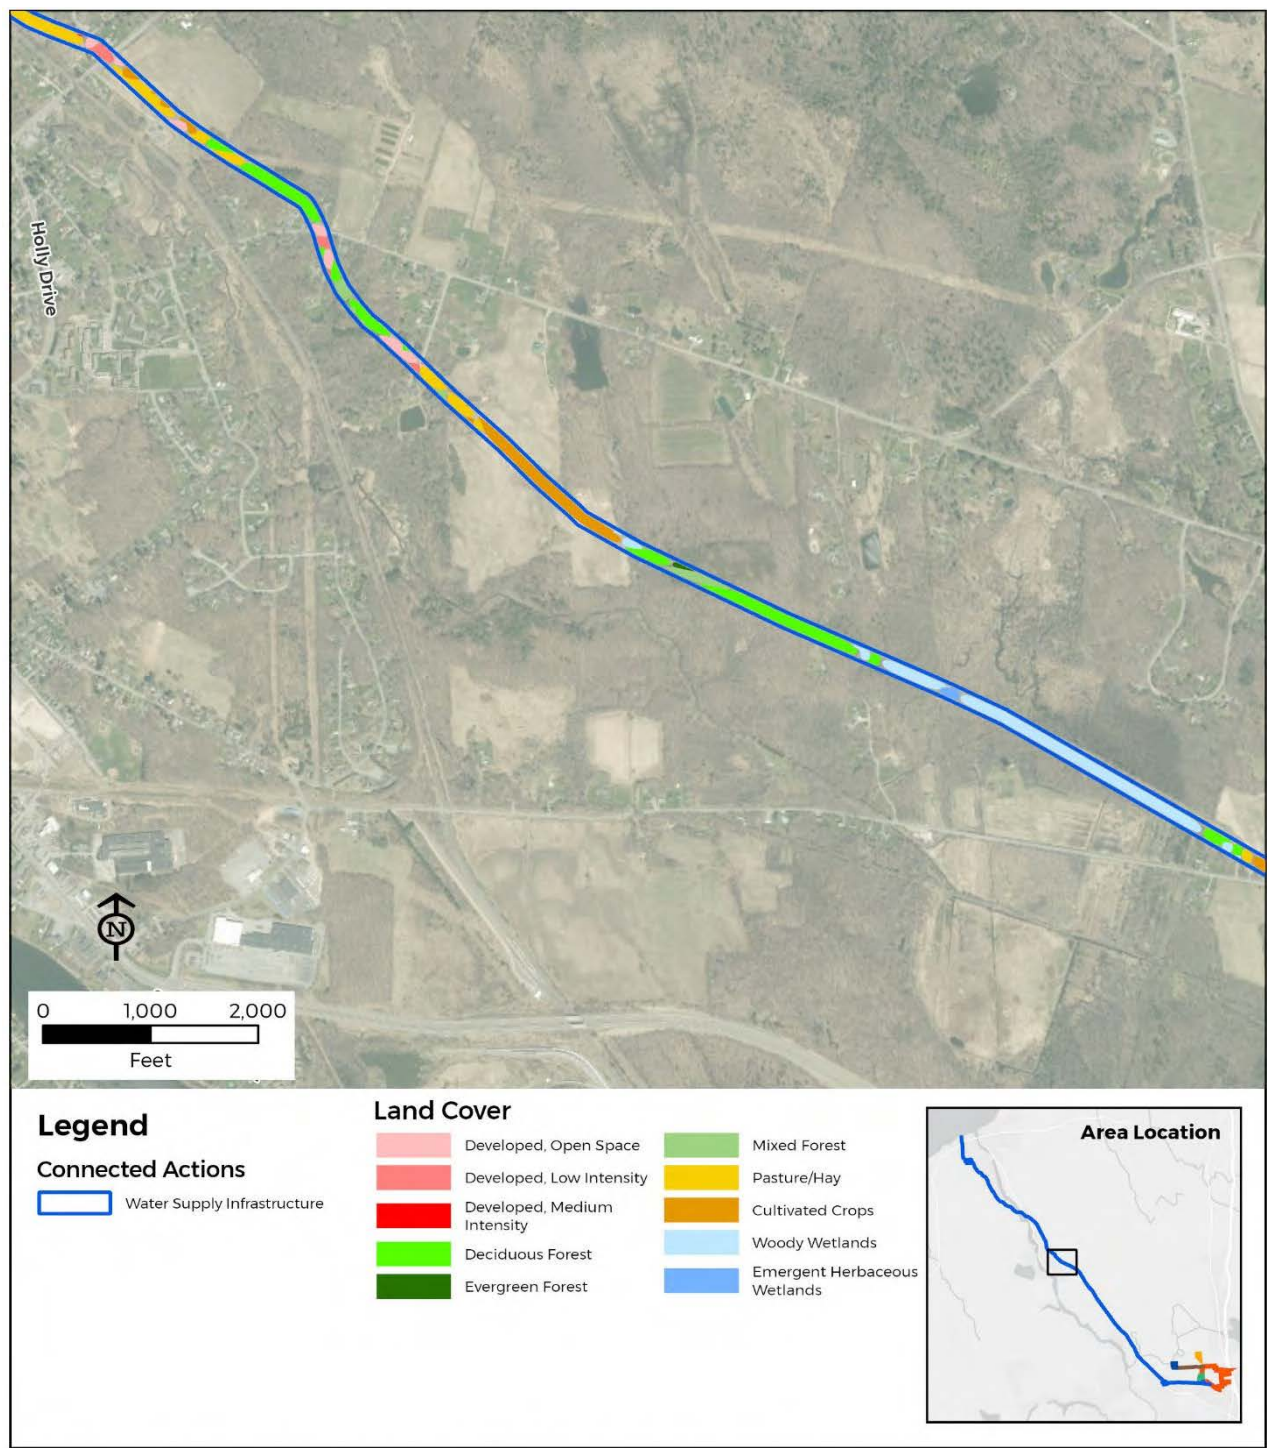 Holly Drive
N
0 1,000 2,000
Feet
Legend
Connected Actions
Water Supply Infrastructure
Land Cover
Developed, Open Space
Developed, Low Intensity
Developed, Medium
Intensity
Deciduous Forest
Evergreen Forest
Mixed Forest
Pasture/Hay
Cultivated Crops
Woody Wetlands
Emergent Herbaceous
Wetlands
Area Location